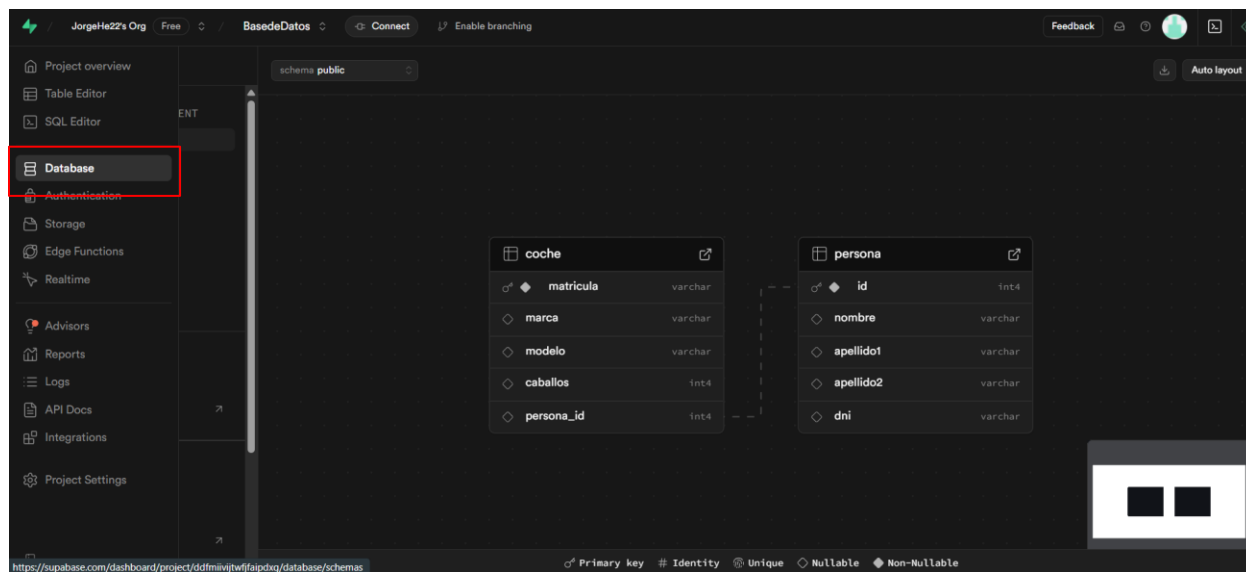 JorgeHe22's Org Free / BasedeDatos Connect Enable branching Feedback
Project overview
Table Editor
SQL Editor
Database
Authentication
Storage
Edge Functions
Realtime
Advisors
Reports
Logs
API Docs
Integrations
Project Settings
ENT
schema public
Auto layout
coche
matricula varchar
marca varchar
modelo varchar
caballos int4
persona_id int4
persona
id int4
nombre varchar
apellido1 varchar
apellido2 varchar
dni varchar
Primary key # Identity Unique Nullable Non-Nullable
https://supabase.com/dashboard/project/ddfmiivijtwfjfaipdxq/database/schemas